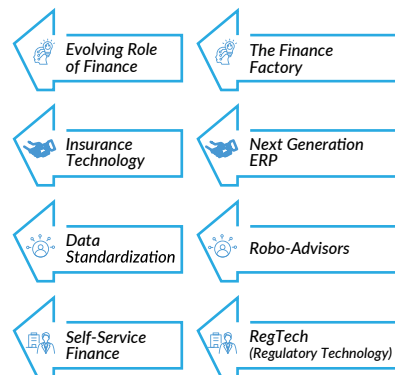 Evolving Role
of Finance
The Finance
Factory
Insurance
Technology
Next Generation
ERP
Data
Standardization
Robo-Advisors
Self-Service
Finance
RegTech
(Regulatory Technology)